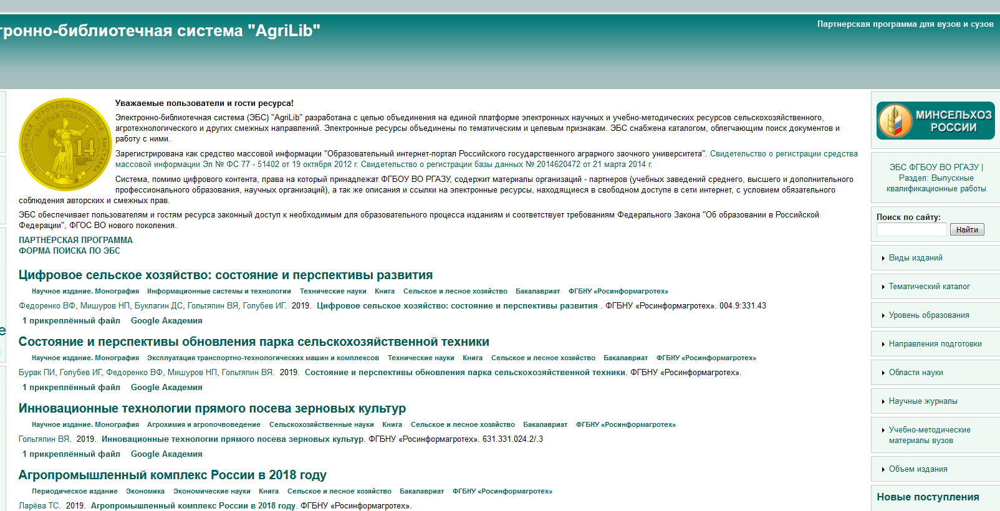 тронно-библиотечная система "AgriLib"
Партнерская программа для вузов и сузов
Уважаемые пользователи и гости ресурса!
Электронно-библиотечная система (ЭБС) "AgriLib" разработана с целью объединения на единой платформе электронных научных и учебно-методических ресурсов сельскохозяйственного,
агротехнологического и других смежных направлений. Электронные ресурсы объединены по тематическим и целевым признакам. ЭБС снабжена каталогом, облегчающим поиск документов и
работу с ними.
Зарегистрирована как средство массовой информации "Образовательный интернет-портал Российского государственного аграрного заочного университета". Свидетельство о регистрации средства
массовой информации Эл № ФС 77 - 51402 от 19 октября 2012 г. Свидетельство о регистрации базы данных № 2014620472 от 21 марта 2014 г.
Система, помимо цифрового контента, права на который принадлежат ФГБОУ ВО РГАЗУ, содержит материалы организаций - партнеров (учебных заведений среднего, высшего и дополнительного
профессионального образования, научных организаций), а так же описания и ссылки на электронные ресурсы, находящиеся в свободном доступе в сети интернет, с условием обязательного
соблюдения авторских и смежных прав.
ЭБС обеспечивает пользователям и гостям ресурса законный доступ к необходимым для образовательного процесса изданиям и соответствует требованиям Федерального Закона "Об образовании в Российской
Федерации", ФГОС ВО нового поколения.
ПАРТНЁРСКАЯ ПРОГРАММА
ФОРМА ПОИСКА ПО ЭБС
Цифровое сельское хозяйство: состояние и перспективы развития
Научное издание. Монография Информационные системы и технологии Технические науки Книга Сельское и лесное хозяйство Бакалавриат ФГБНУ «Росинформагротех»
Федоренко ВФ, Мишуров НП, Буклагин ДС, Гольтяпин ВЯ, Голубев ИГ. 2019. Цифровое сельское хозяйство: состояние и перспективы развития . ФГБНУ «Росинформагротех». 004.9:331.43
1 прикреплённый файл Google Академия
Состояние и перспективы обновления парка сельскохозяйственной техники
Научное издание. Монография Эксплуатация транспортно-технологических машин и комплексов Технические науки Книга Сельское и лесное хозяйство Бакалавриат ФГБНУ «Росинформагротех»
Бурак ПИ, Голубев ИГ, Федоренко ВФ, Мишуров НП, Гольтяпин ВЯ. 2019. Состояние и перспективы обновления парка сельскохозяйственной техники. ФГБНУ «Росинформагротех».
1 прикреплённый файл Google Академия
Инновационные технологии прямого посева зерновых культур
Научное издание. Монография Агрохимия и агропочвоведение Сельскохозяйственные науки Книга Сельское и лесное хозяйство Бакалавриат ФГБНУ «Росинформагротех»
Гольтяпин ВЯ. 2019. Инновационные технологии прямого посева зерновых культур. ФГБНУ «Росинформагротех». 631.331.024.2/.3
1 прикреплённый файл Google Академия
Агропромышленный комплекс России в 2018 году
Периодическое издание Экономика Экономические науки Книга Сельское и лесное хозяйство Бакалавриат ФГБНУ «Росинформагротех»
Ларёва ТС. 2019. Агропромышленный комплекс России в 2018 году. ФГБНУ «Росинформагротех».
РОССИЙСКАЯ АГРОПРОМЫШЛЕННАЯ ВЫСТАВКА
ЗОЛОТАЯ ОСЕНЬ
14
е
МИНСЕЛЬХОЗ
РОССИИ
ЭБС ФГБОУ ВО РГАЗУ |
Раздел: Выпускные
квалификационные работы
Поиск по сайту:
Найти
Виды изданий
Тематический каталог
Уровень образования
Направления подготовки
Области науки
Научные журналы
Учебно-методические
материалы вузов
Объем издания
Новые поступления